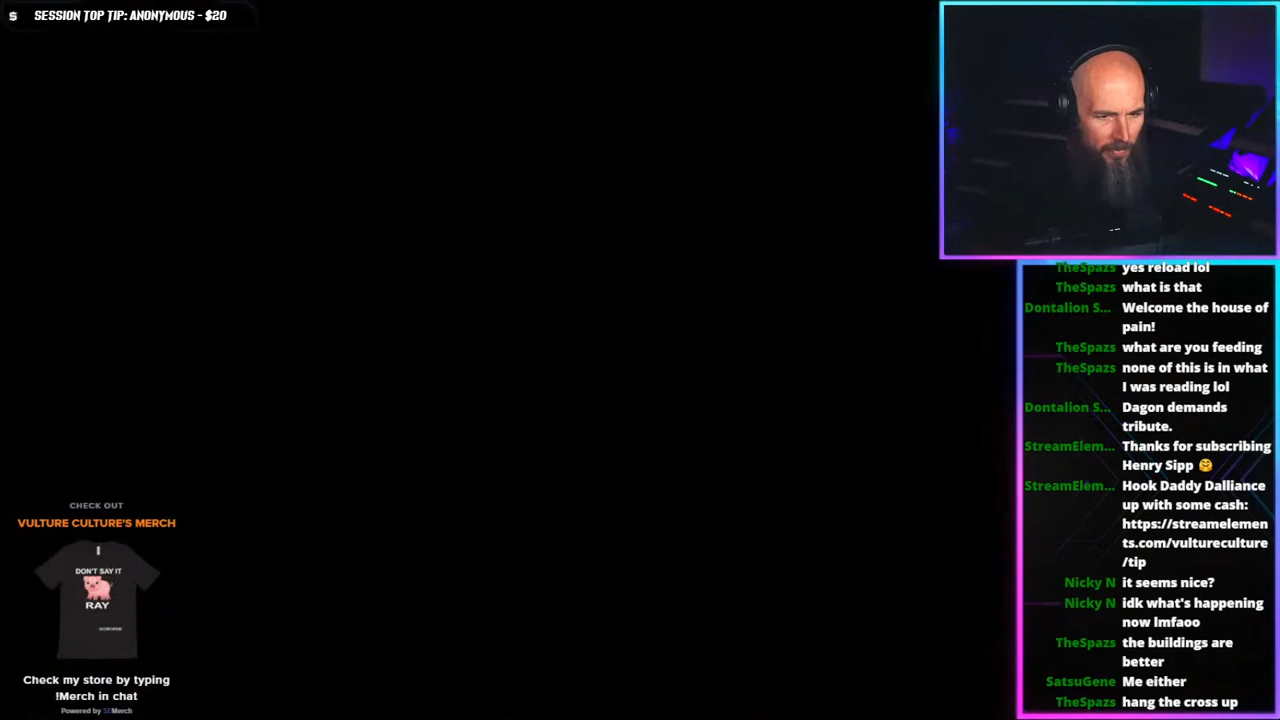 $ SESSION TOP TIP: ANONYMOUS - $20
TheSpazs yes reload lol
TheSpazs what is that
Dontalion S... Welcome the house of
pain!
TheSpazs what are you feeding
TheSpazs none of this is in what
I was reading lol
Dontalion S... Dagon demands
tribute.
StreamElem... Thanks for subscribing
Henry Sipp 🤗
StreamElem... Hook Daddy Dalliance
up with some cash:
https://streamelemen
ts.com/vultureculture
/tip
Nicky N it seems nice?
Nicky N idk what's happening
now lmfaoo
TheSpazs the buildings are
better
SatsuGene Me either
TheSpazs hang the cross up
CHECK OUT
VULTURE CULTURE'S MERCH
DON'T SAY IT
RAY
Check my store by typing
!Merch in chat
Powered by SEMerch